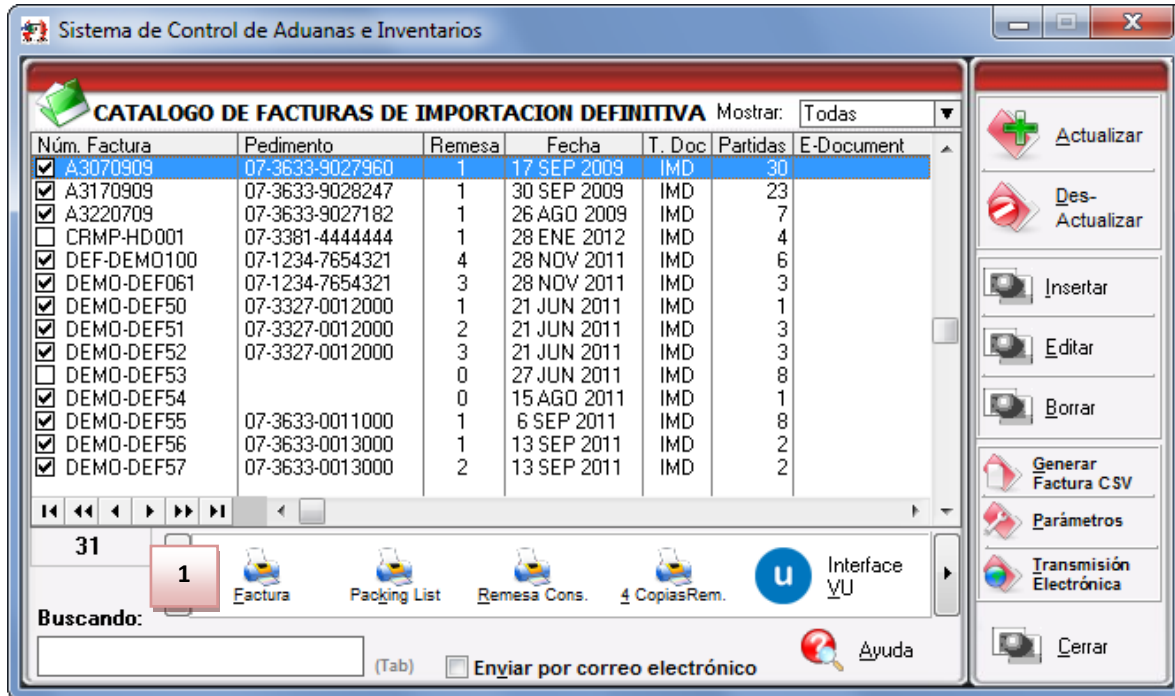 Sistema de Control de Aduanas e Inventarios
CATALOGO DE FACTURAS DE IMPORTACION DEFINITIVA Mostrar: Todas
Núm. Factura Pedimento Remesa Fecha T. Doc Partidas E-Document
A3070909 07-3633-9027960 1 17 SEP 2009 IMD 30
A3170909 07-3633-9028247 1 30 SEP 2009 IMD 23
A3220709 07-3633-9027182 1 26 AGO 2009 IMD 7
CRMP-HD001 07-3381-4444444 1 28 ENE 2012 IMD 4
DEF-DEMO100 07-1234-7654321 4 28 NOV 2011 IMD 6
DEMO-DEF061 07-1234-7654321 3 28 NOV 2011 IMD 3
DEMO-DEF50 07-3327-0012000 1 21 JUN 2011 IMD 1
DEMO-DEF51 07-3327-0012000 2 21 JUN 2011 IMD 3
DEMO-DEF52 07-3327-0012000 3 21 JUN 2011 IMD 3
DEMO-DEF53 0 27 JUN 2011 IMD 8
DEMO-DEF54 0 15 AGO 2011 IMD 1
DEMO-DEF55 07-3633-0011000 1 6 SEP 2011 IMD 8
DEMO-DEF56 07-3633-0013000 1 13 SEP 2011 IMD 2
DEMO-DEF57 07-3633-0013000 2 13 SEP 2011 IMD 2
31
1
Factura Packing List Remesa Cons. 4 CopiasRem. u Interface
VU
Buscando:
(Tab) Enviar por correo electrónico
Ayuda
Actualizar
Des-
Actualizar
Insertar
Editar
Borrar
Generar
Factura CSV
Parámetros
Transmisión
Electrónica
Cerrar